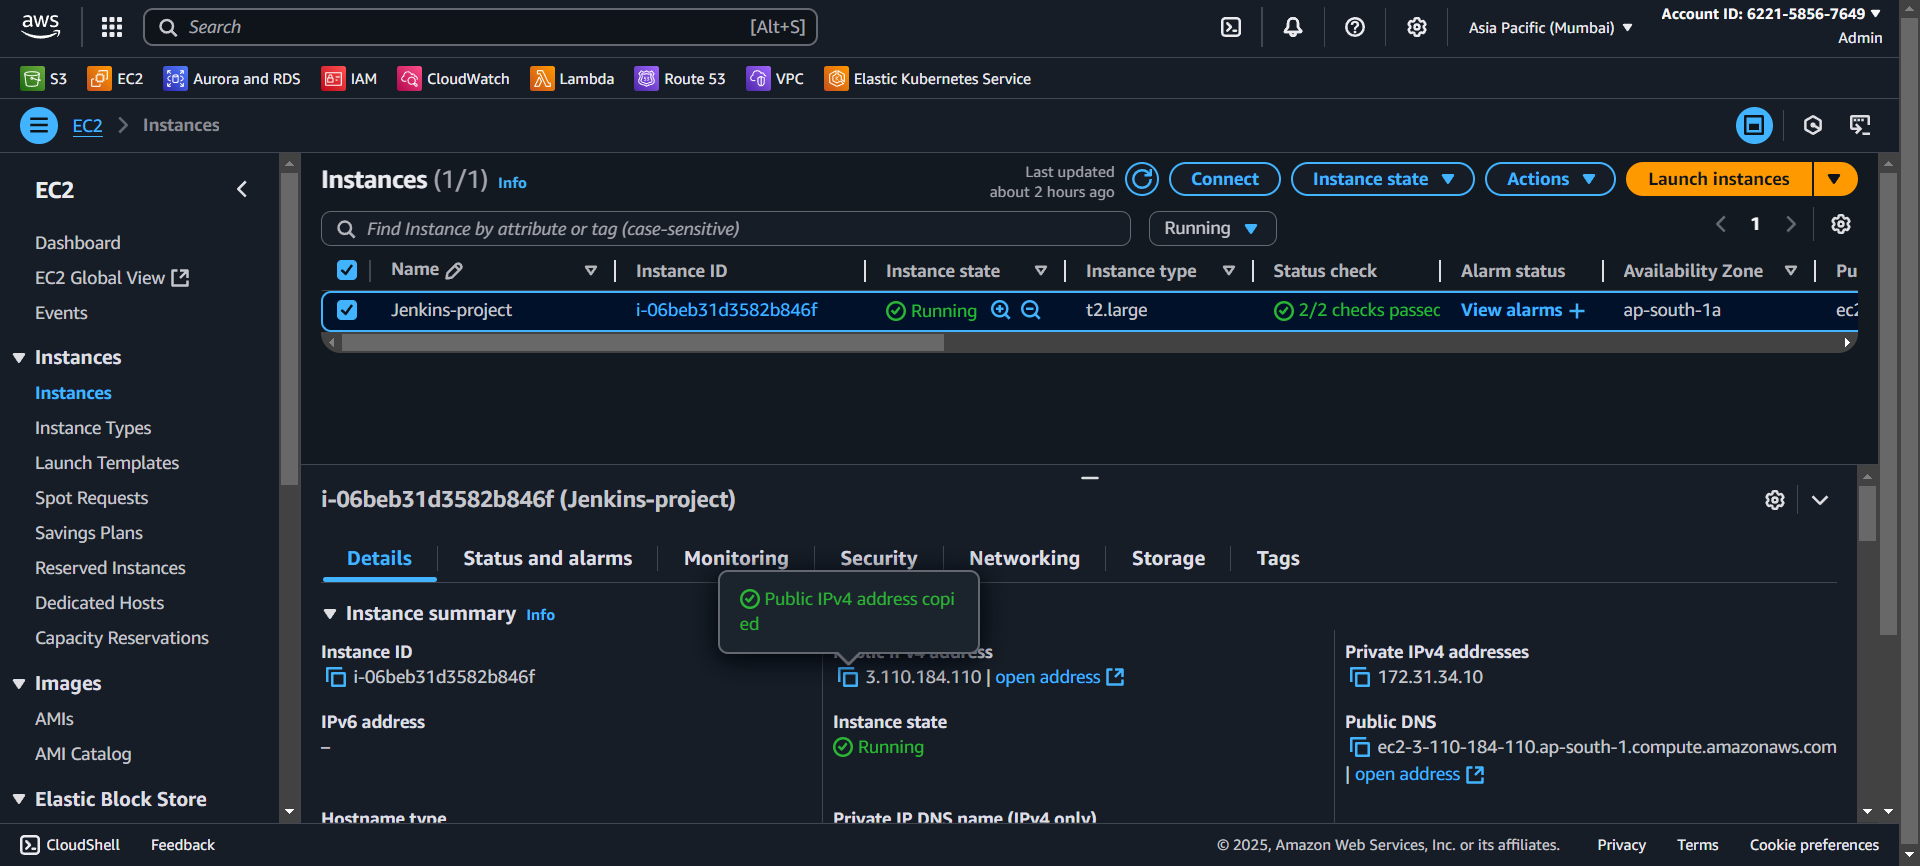 aws
Search [Alt+S]
Asia Pacific (Mumbai)
Account ID: 6221-5856-7649
Admin
S3 EC2 Aurora and RDS IAM CloudWatch Lambda Route 53 VPC Elastic Kubernetes Service
EC2 Instances
EC2
Dashboard
EC2 Global View
Events
Instances
Instances
Instance Types
Launch Templates
Spot Requests
Savings Plans
Reserved Instances
Dedicated Hosts
Capacity Reservations
Images
AMIs
AMI Catalog
Elastic Block Store
Instances (1/1) Info
Last updated
about 2 hours ago
Connect Instance state Actions Launch instances
Find Instance by attribute or tag (case-sensitive) Running 1
Name Instance ID Instance state Instance type Status check Alarm status Availability Zone Pu
Jenkins-project i-06beb31d3582b846f Running t2.large 2/2 checks passec View alarms + ap-south-1a ec2
i-06beb31d3582b846f (Jenkins-project)
Details Status and alarms Monitoring Security Networking Storage Tags
Public IPv4 address copi
ed
Instance summary Info
Instance ID
i-06beb31d3582b846f
Public IPv4 address
3.110.184.110 | open address
Private IPv4 addresses
172.31.34.10
IPv6 address
–
Instance state
Running
Public DNS
ec2-3-110-184-110.ap-south-1.compute.amazonaws.com
| open address
Hostname type
Private IP DNS name (IPv4 only)
CloudShell Feedback © 2025, Amazon Web Services, Inc. or its affiliates. Privacy Terms Cookie preferences